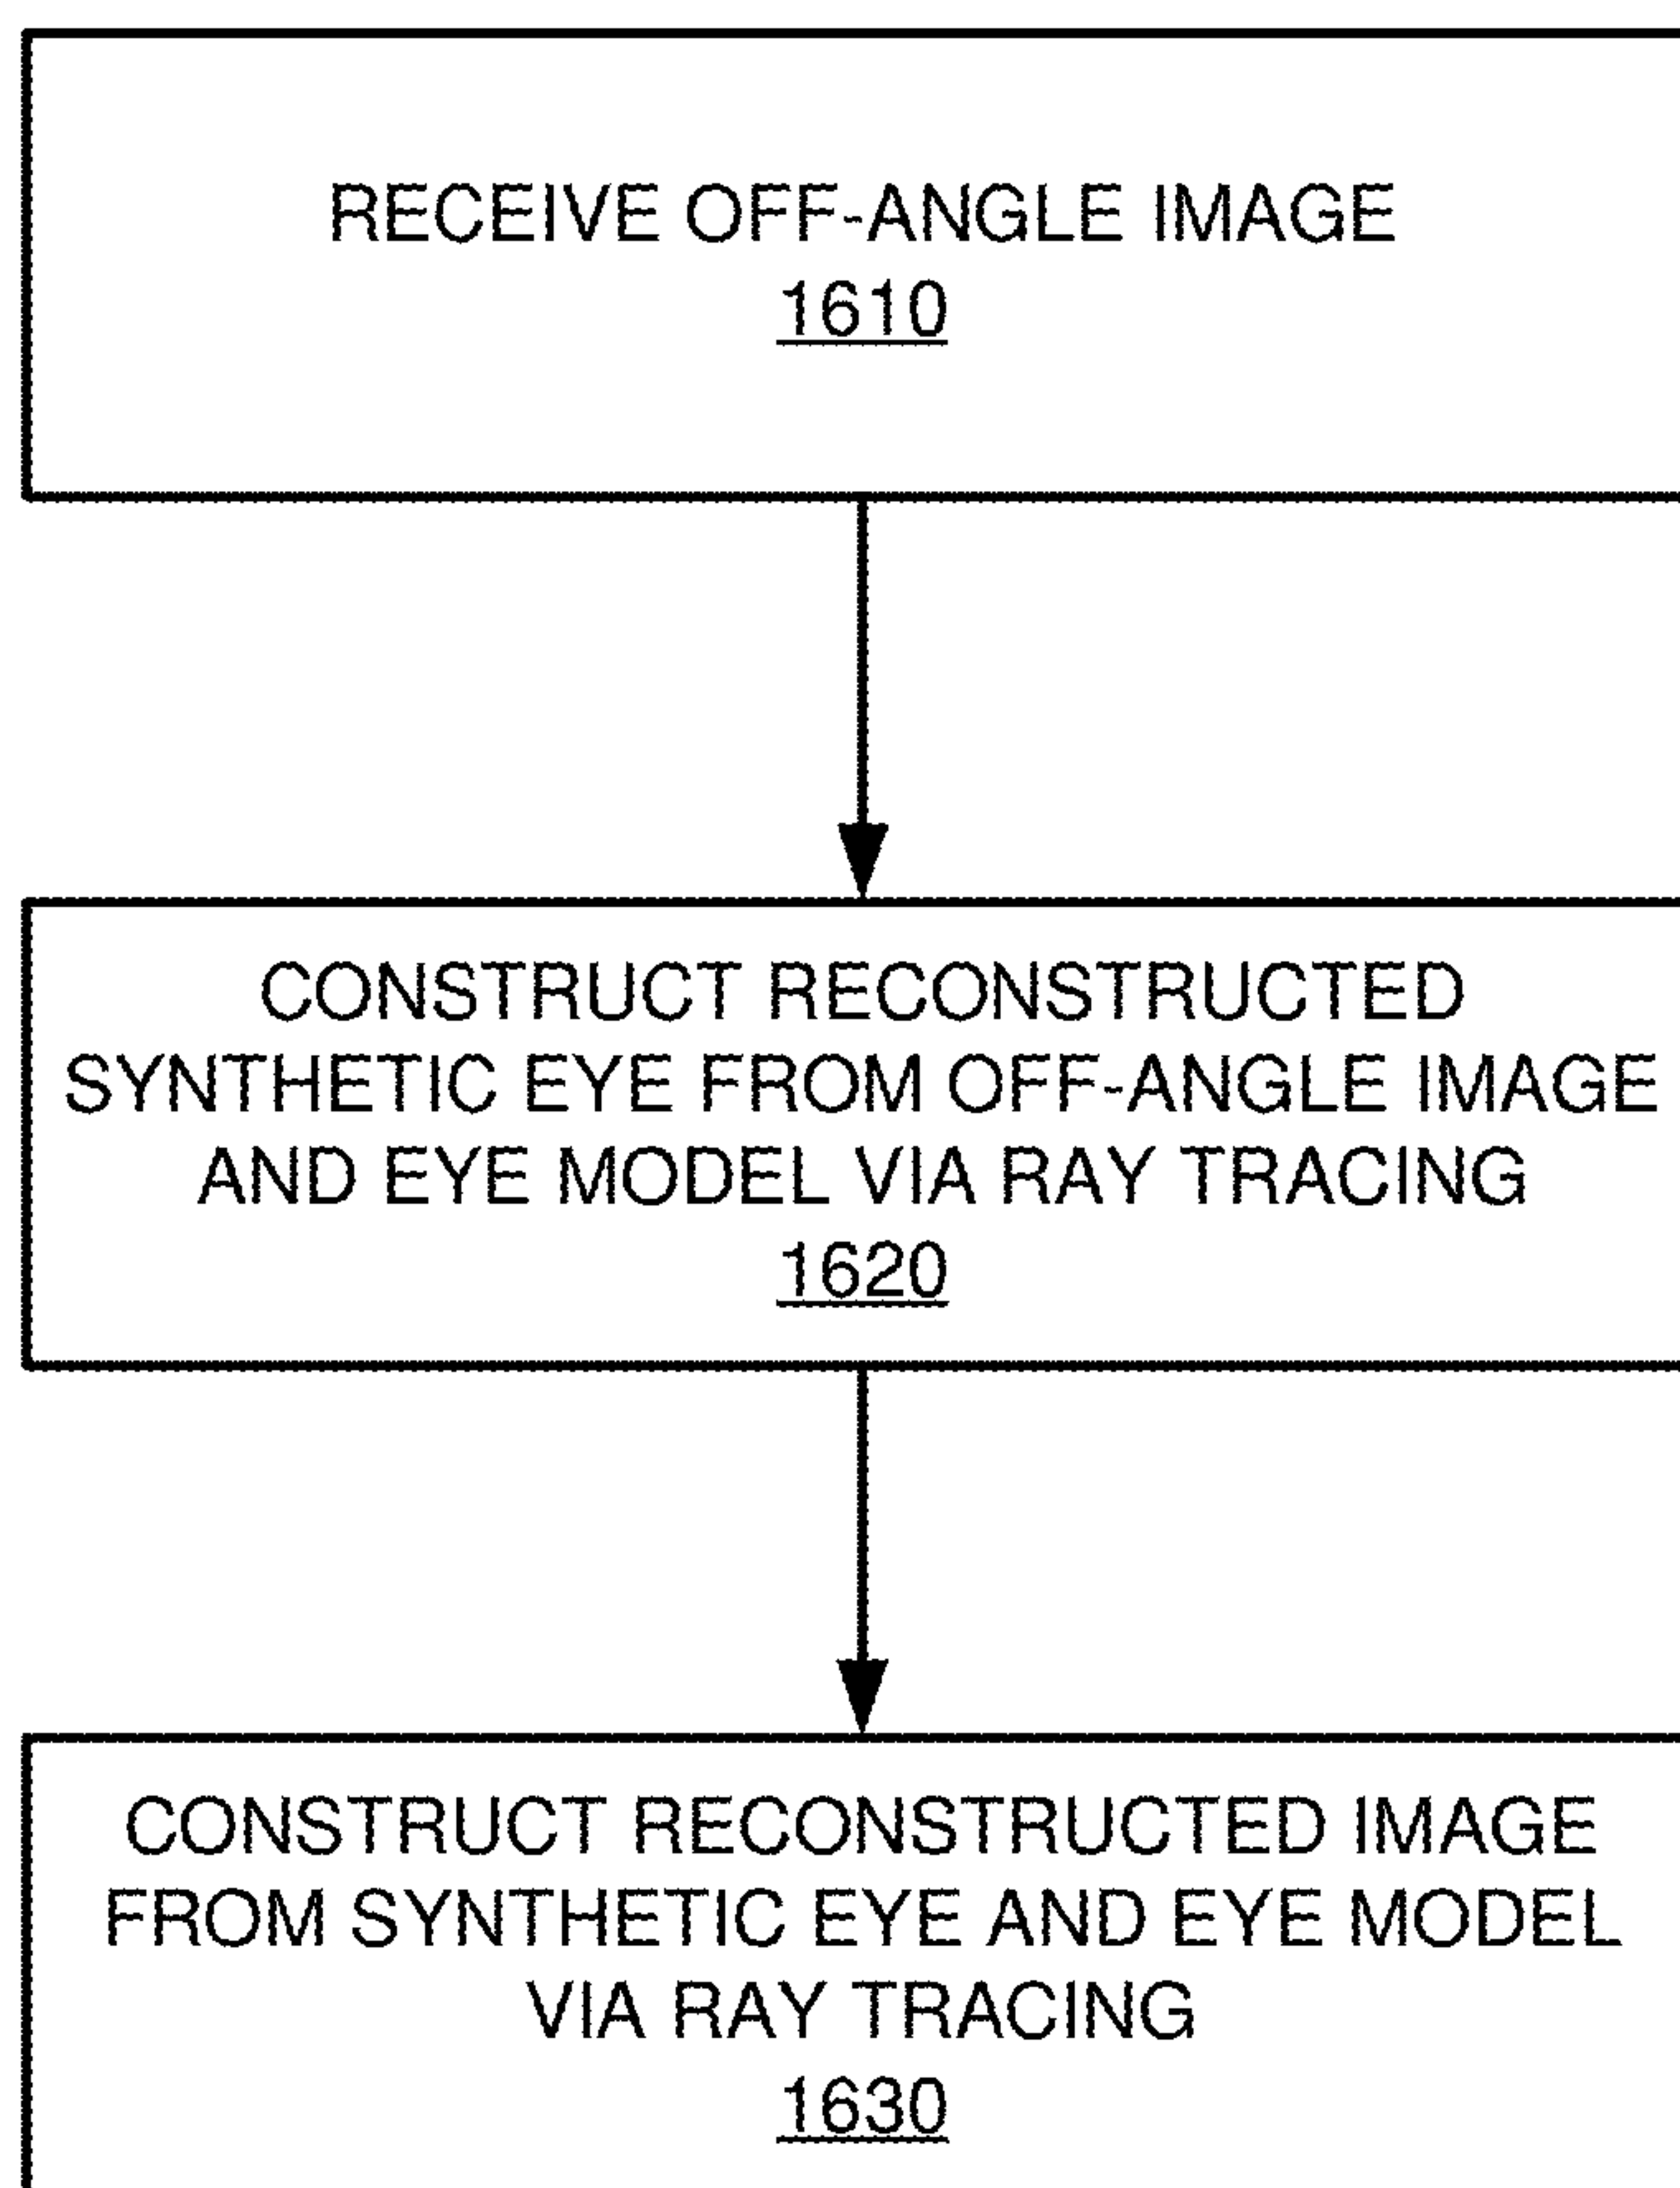 RECEIVE OFF-ANGLE IMAGE
1610
CONSTRUCT RECONSTRUCTED
SYNTHETIC EYE FROM OFF-ANGLE IMAGE
AND EYE MODEL VIA RAY TRACING
1620
CONSTRUCT RECONSTRUCTED IMAGE
FROM SYNTHETIC EYE AND EYE MODEL
VIA RAY TRACING
1630